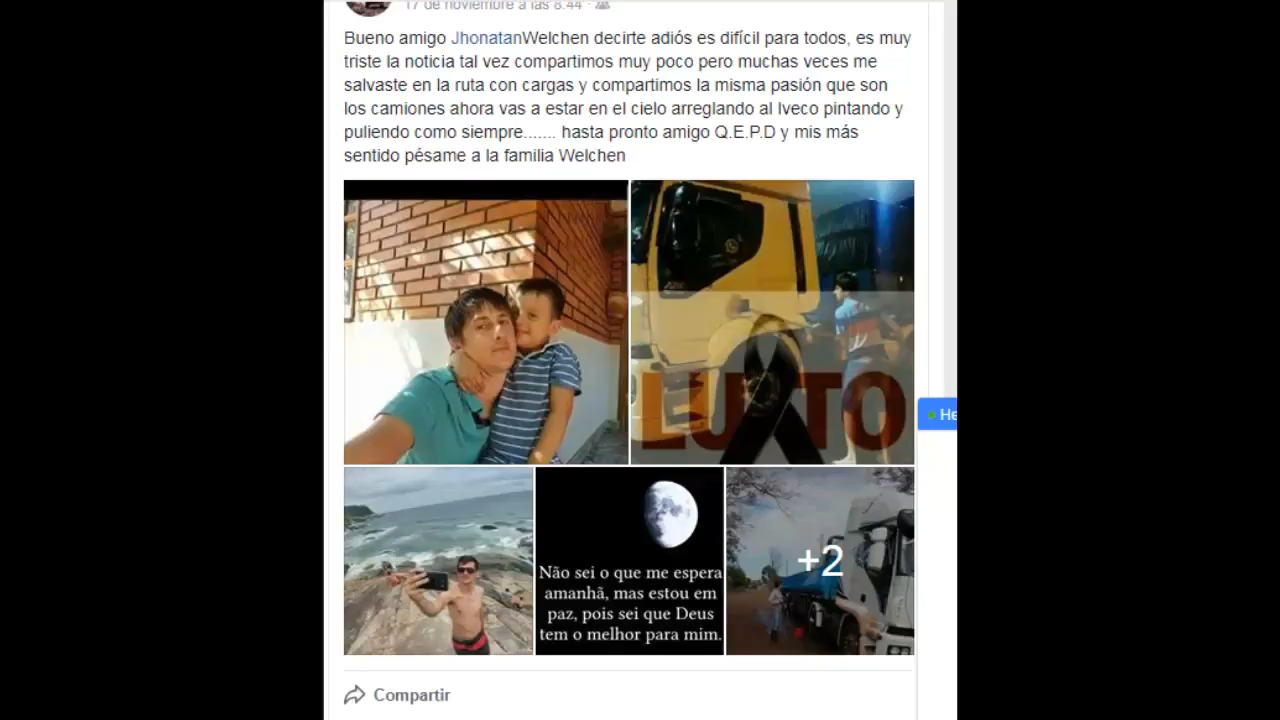 17 de noviembre a las 8:44 ·
Bueno amigo JhonatanWelchen decirte adiós es difícil para todos, es muy
triste la noticia tal vez compartimos muy poco pero muchas veces me
salvaste en la ruta con cargas y compartimos la misma pasión que son
los camiones ahora vas a estar en el cielo arreglando al Iveco pintando y
puliendo como siempre....... hasta pronto amigo Q.E.P.D y mis más
sentido pésame a la familia Welchen
LUTO
He
Não sei o que me espera
amanhã, mas estou em
paz, pois sei que Deus
tem o melhor para mim.
+2
Compartir